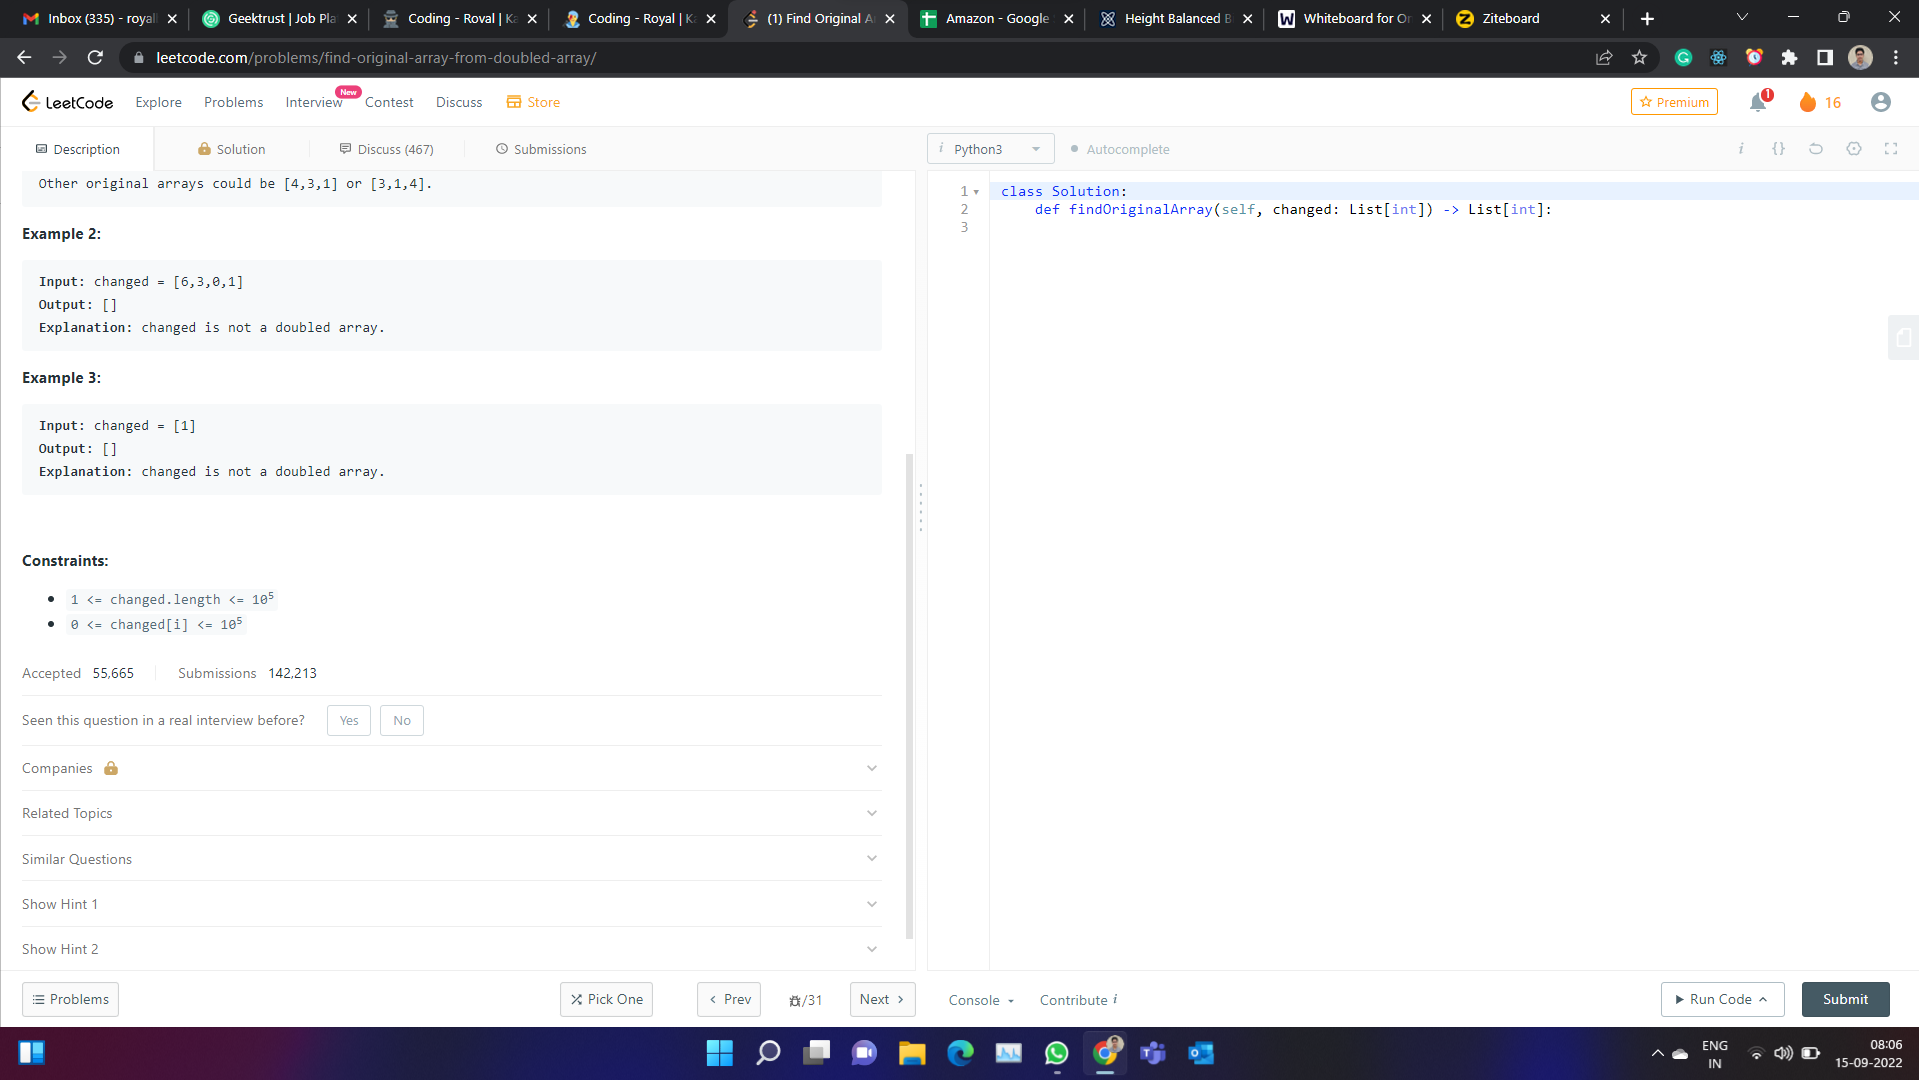 Inbox (335) - royal
Geektrust | Job Pla
Coding - Royal | Ka
Coding - Royal | Ka
(1) Find Original A
Amazon - Google
Height Balanced B
Whiteboard for Or
Ziteboard
leetcode.com/problems/find-original-array-from-doubled-array/
LeetCode
Explore
Problems
Interview
New
Contest
Discuss
Store
Premium
1
16
Description
Solution
Discuss (467)
Submissions
i Python3
Autocomplete
i {}
Other original arrays could be [4,3,1] or [3,1,4].
Example 2:
Input: changed = [6,3,0,1]
Output: []
Explanation: changed is not a doubled array.
Example 3:
Input: changed = [1]
Output: []
Explanation: changed is not a doubled array.
Constraints:
1 <= changed.length <= 10⁵
0 <= changed[i] <= 10⁵
Accepted 55,665 Submissions 142,213
Seen this question in a real interview before? Yes No
Companies
Related Topics
Similar Questions
Show Hint 1
Show Hint 2
1 class Solution:
2     def findOriginalArray(self, changed: List[int]) -> List[int]:
3
Problems
Pick One
Prev
/31
Next
Console
Contribute i
Run Code
Submit
ENG
IN
08:06
15-09-2022